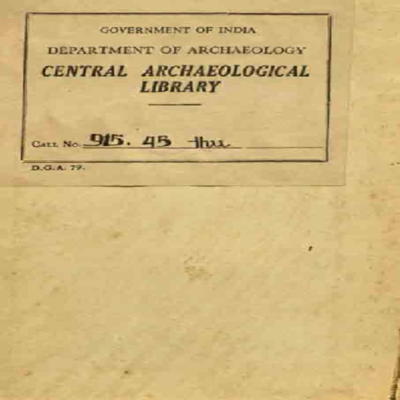 GOVERNMENT OF INDIA
DEPARTMENT OF ARCHAEOLOGY
CENTRAL ARCHAEOLOGICAL
LIBRARY
CALL No. 915.45 Thu
D.G.A. 79.